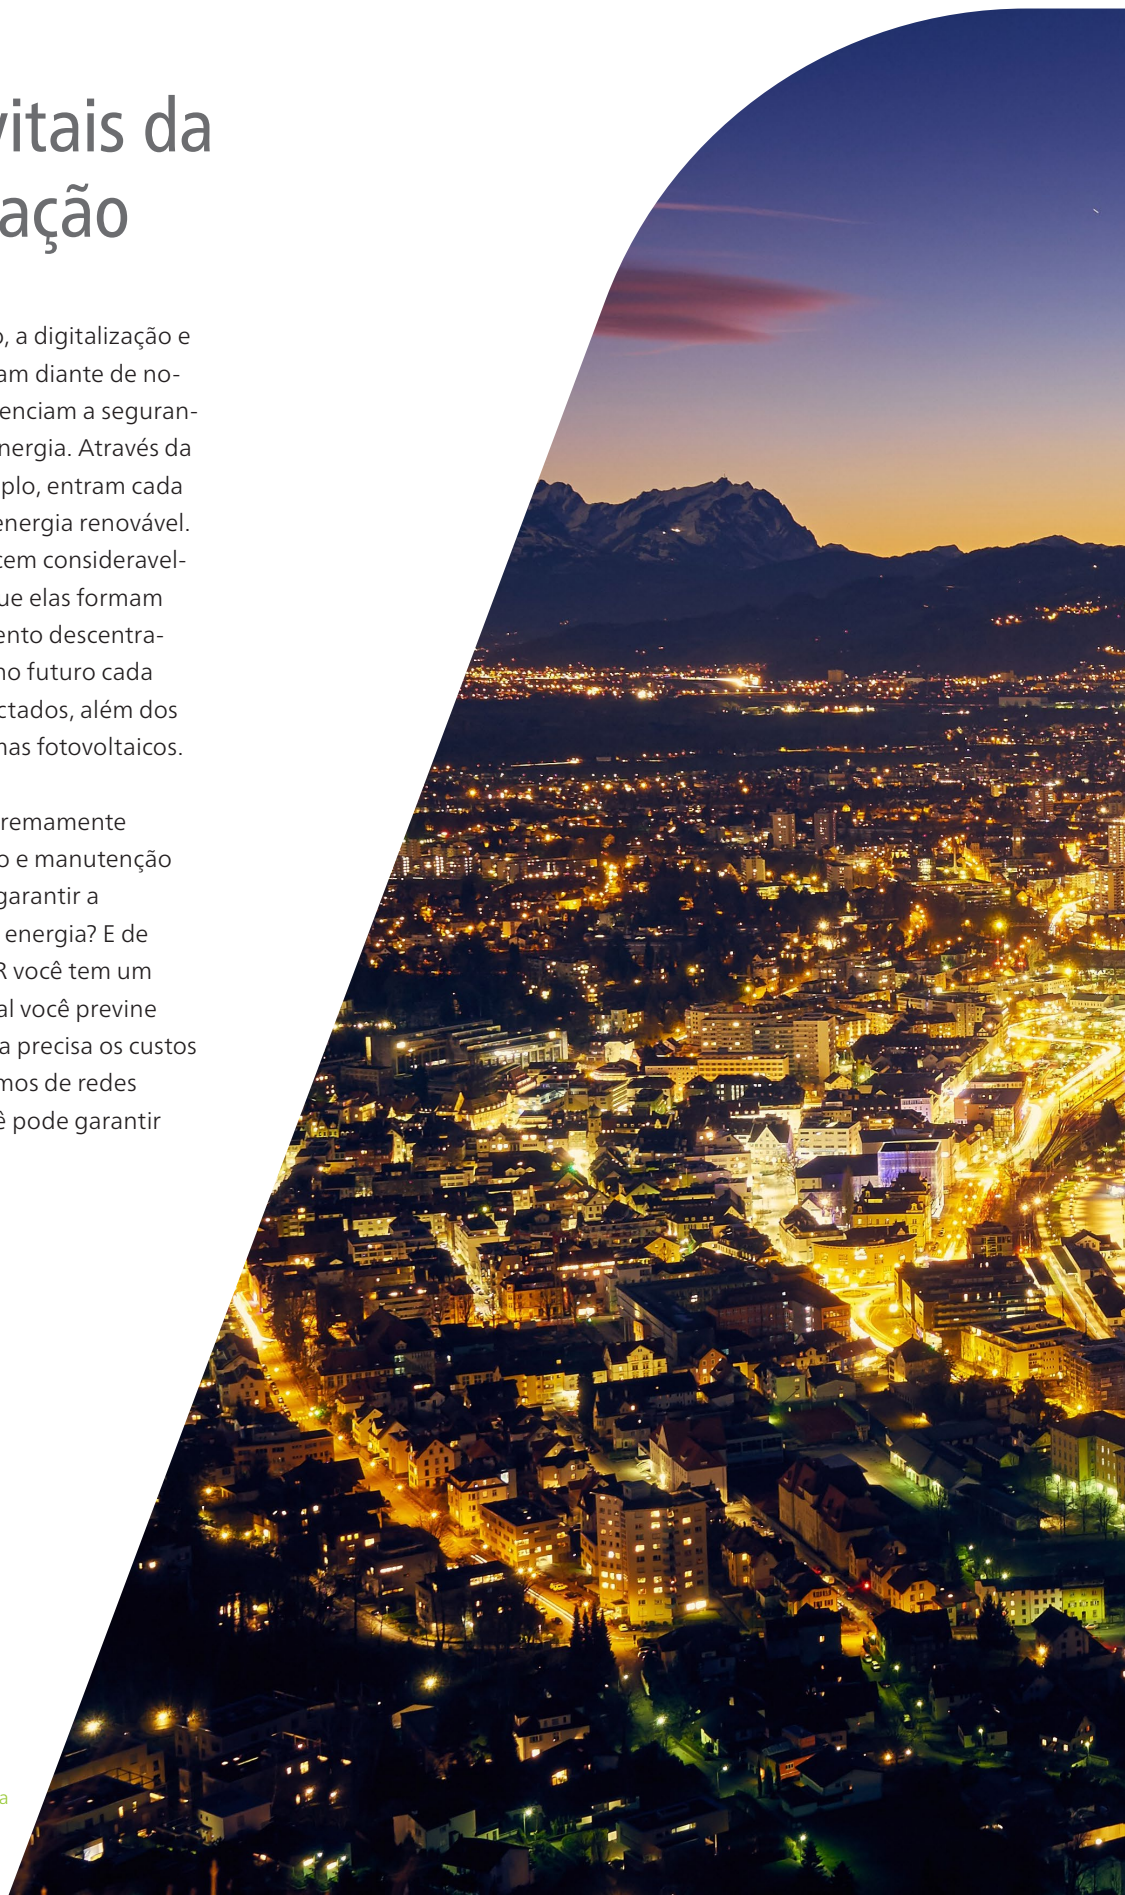 vitais da
ação
o, a digitalização e
am diante de no-
enciam a seguran-
nergia. Através da
plo, entram cada
energia renovável.
cem consideravel-
ue elas formam
ento descentra-
no futuro cada
ctados, além dos
nas fotovoltaicos.
remamente
o e manutenção
garantir a
energia? E de
R você tem um
al você previne
a precisa os custos
mos de redes
ê pode garantir
a